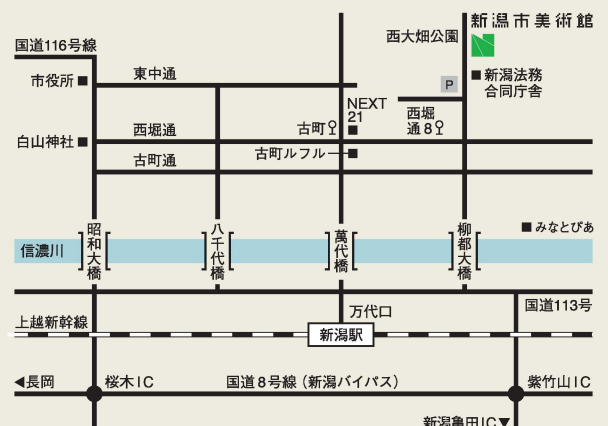 新潟市美術館
国道116号線
西大畑公園
市役所
東中通
P
新潟法務
合同庁舎
NEXT
21
西堀
通8
白山神社
西堀通
古町
古町ルフル
古町通
昭和大橋
八千代橋
萬代橋
柳都大橋
みなとぴあ
信濃川
国道113号
上越新幹線
万代口
新潟駅
◀長岡
桜木IC
国道8号線(新潟バイパス)
紫竹山IC
新潟亀田IC▼